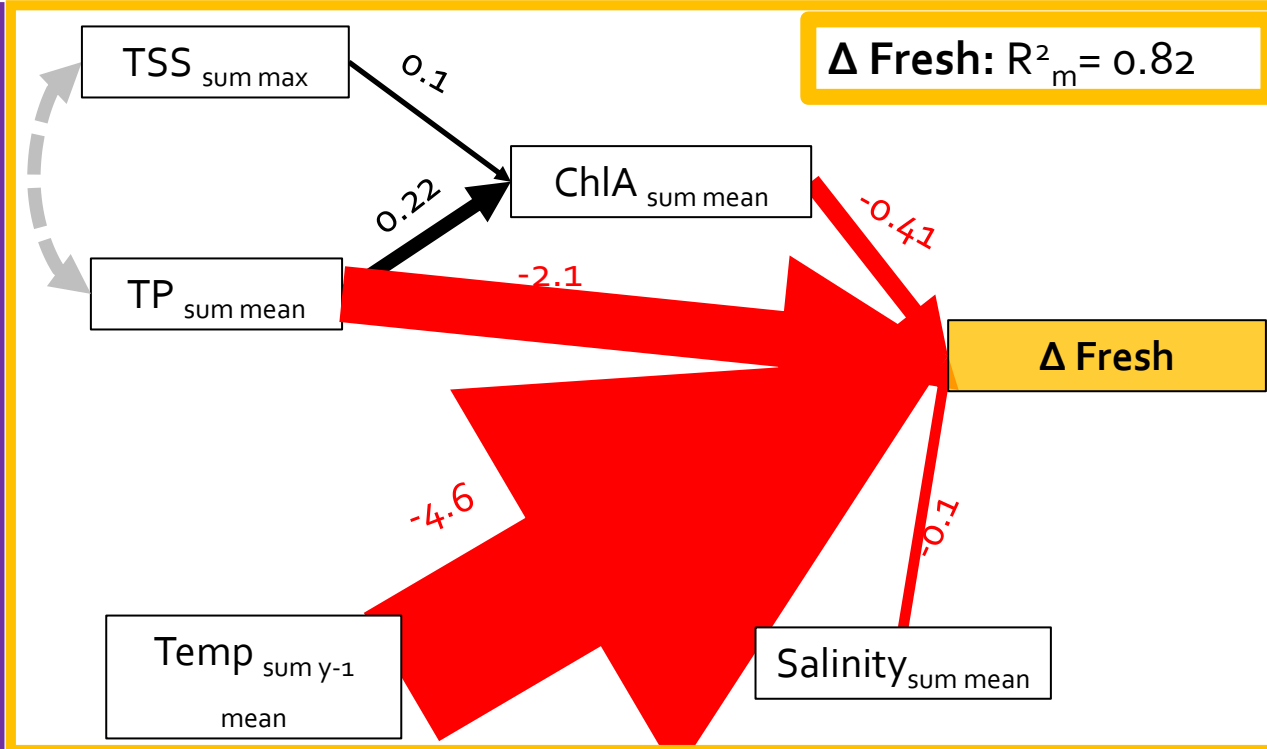 TSS sum max
0.1
Δ Fresh: R²m= 0.82
ChlA sum mean
0.22
-0.41
TP sum mean
-2.1
Δ Fresh
-4.6
-0.1
Temp sum y-1
mean
Salinity sum mean